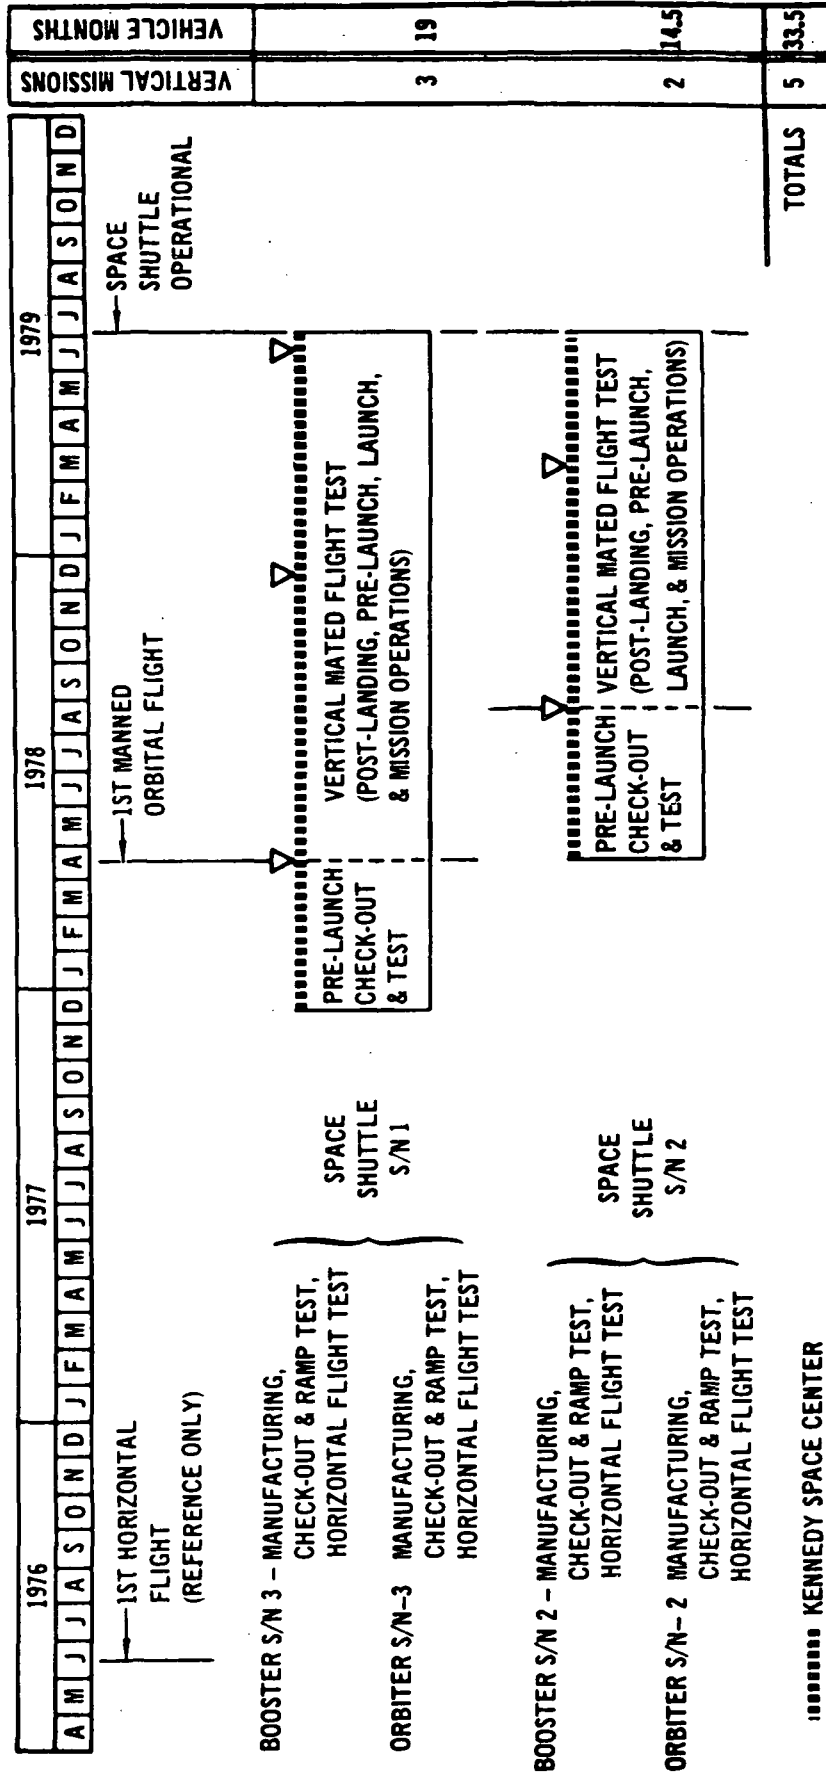 1976 1977 1978 1979
A M J J A S O N D J F M A M J J A S O N D J F M A M J J A S O N D J F M A M J J A S O N D
VERTICAL MISSIONS
VEHICLE MONTHS
1ST HORIZONTAL
FLIGHT
(REFERENCE ONLY)
1ST MANNED
ORBITAL FLIGHT
SPACE
SHUTTLE
OPERATIONAL
BOOSTER S/N 3 – MANUFACTURING,
CHECK-OUT & RAMP TEST,
HORIZONTAL FLIGHT TEST
ORBITER S/N–3 MANUFACTURING,
CHECK-OUT & RAMP TEST,
HORIZONTAL FLIGHT TEST
SPACE
SHUTTLE
S/N 1
PRE-LAUNCH
CHECK-OUT
& TEST
VERTICAL MATED FLIGHT TEST
(POST-LANDING, PRE-LAUNCH, LAUNCH,
& MISSION OPERATIONS)
3 19
BOOSTER S/N 2 – MANUFACTURING,
CHECK-OUT & RAMP TEST,
HORIZONTAL FLIGHT TEST
ORBITER S/N– 2 MANUFACTURING,
CHECK-OUT & RAMP TEST,
HORIZONTAL FLIGHT TEST
SPACE
SHUTTLE
S/N 2
PRE-LAUNCH
CHECK-OUT
& TEST
VERTICAL MATED FLIGHT TEST
(POST-LANDING, PRE-LAUNCH,
LAUNCH, & MISSION OPERATIONS)
2 14.5
TOTALS 5 33.5
KENNEDY SPACE CENTER